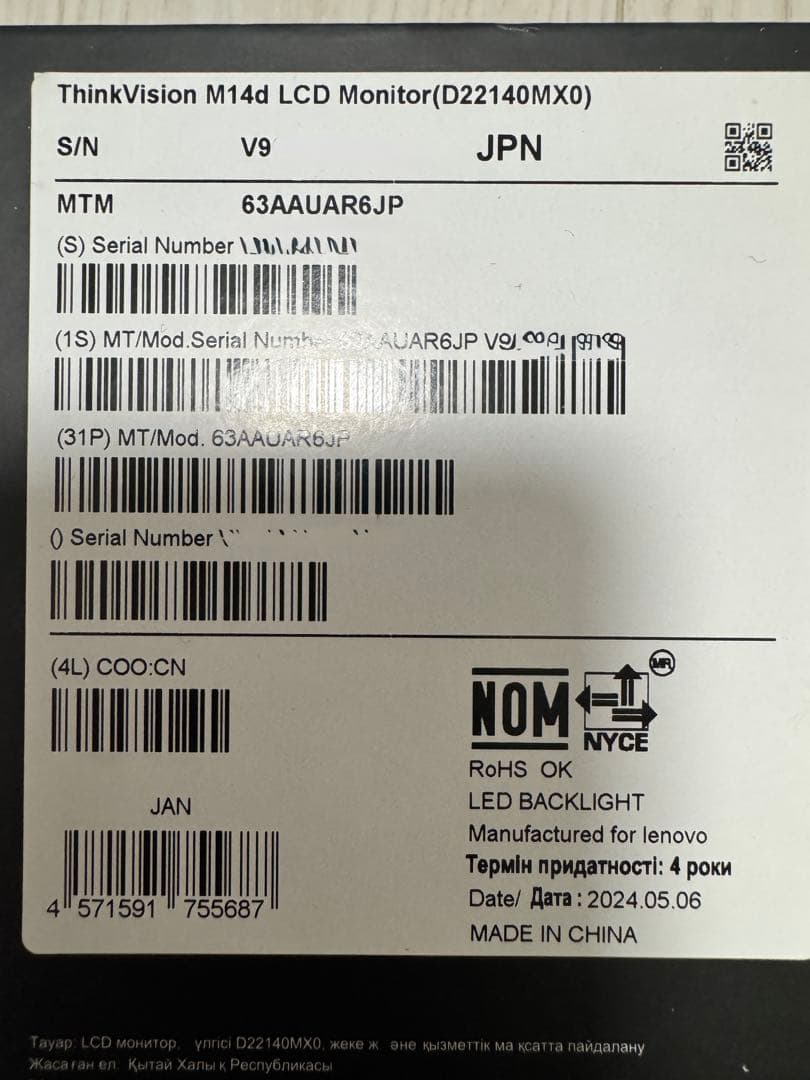 ThinkVision M14d LCD Monitor(D22140MX0)
S/N V9 JPN
MTM 63AAUAR6JP
(S) Serial Number
(1S) MT/Mod.Serial Number AUAR6JP V9
(31P) MT/Mod. 63AAUAR6JP
() Serial Number
(4L) COO:CN
MR
NOM
NYCE
RoHS OK
LED BACKLIGHT
JAN
Manufactured for lenovo
Термін придатності: 4 роки
4 571591 755687
Date/ Дата : 2024.05.06
MADE IN CHINA
Тауар: LCD монитор, үлгісі D22140MX0, жеке ж әне қызметтік ма қсатта пайдалану
Жаса ған ел: Қытай Халы қ Республикасы